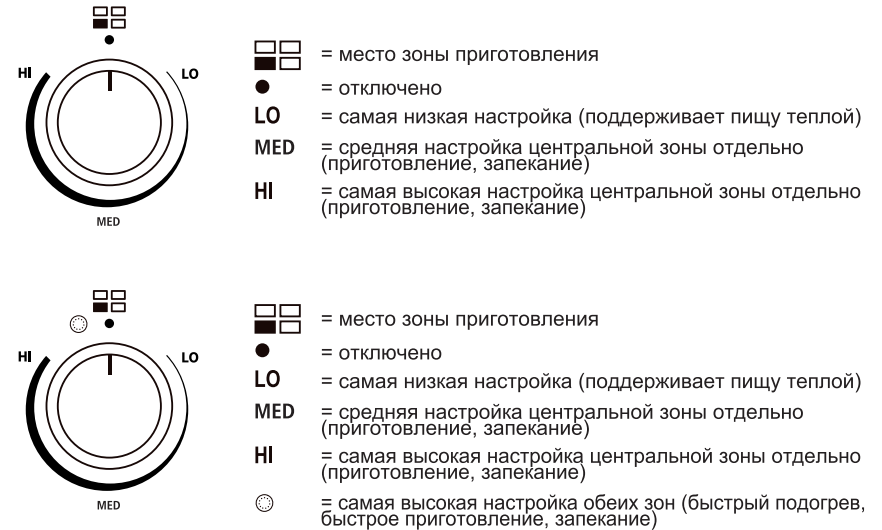 HI
LO
MED
= место зоны приготовления
● = отключено
LO = самая низкая настройка (поддерживает пищу теплой)
MED = средняя настройка центральной зоны отдельно
(приготовление, запекание)
HI = самая высокая настройка центральной зоны отдельно
(приготовление, запекание)
HI
LO
MED
= место зоны приготовления
● = отключено
LO = самая низкая настройка (поддерживает пищу теплой)
MED = средняя настройка центральной зоны отдельно
(приготовление, запекание)
HI = самая высокая настройка центральной зоны отдельно
(приготовление, запекание)
= самая высокая настройка обеих зон (быстрый подогрев,
быстрое приготовление, запекание)